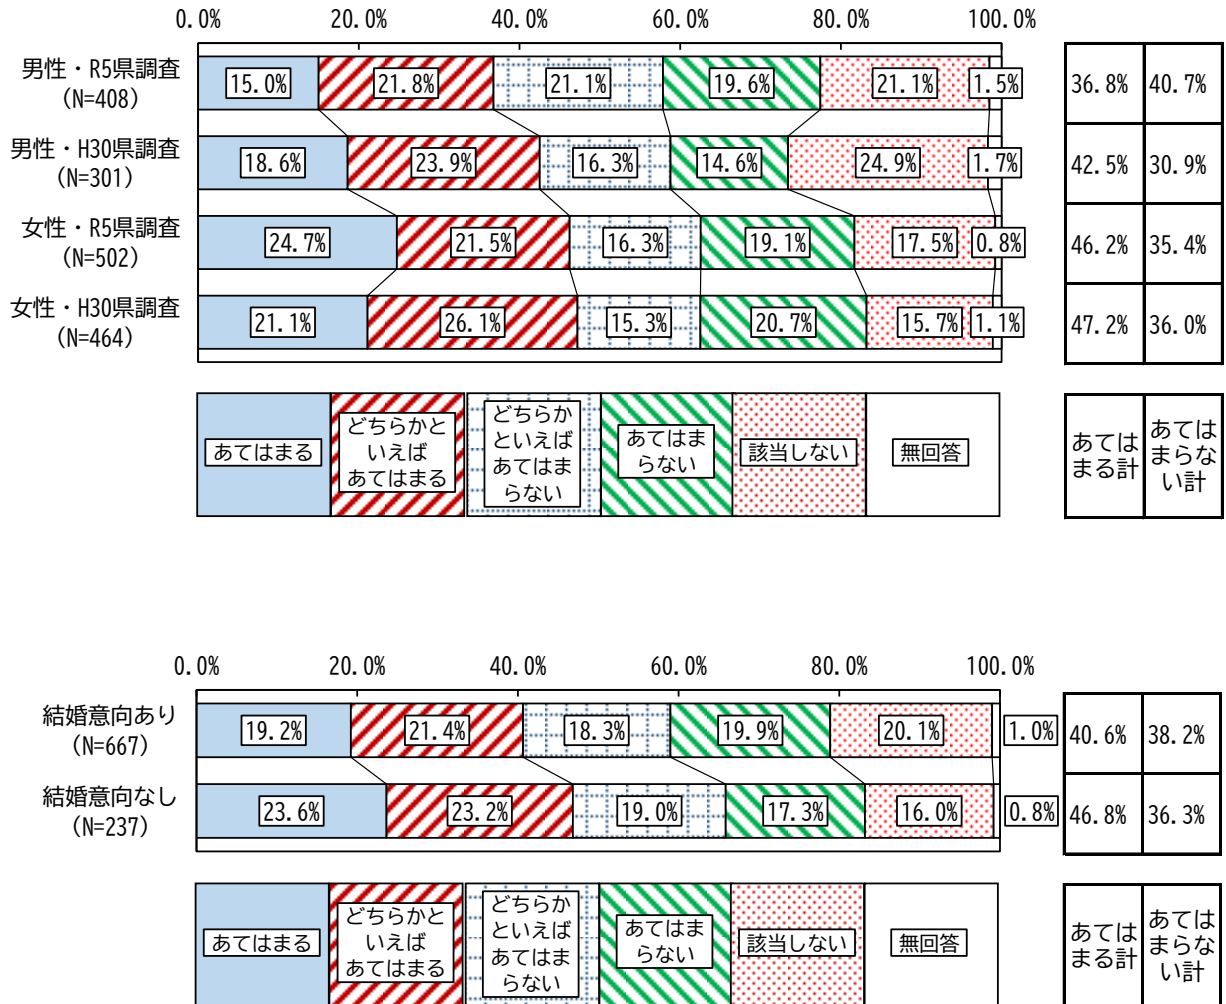 0.0% 20.0% 40.0% 60.0% 80.0% 100.0%
男性・R5県調査
(N=408)
15.0% 21.8% 21.1% 19.6% 21.1% 1.5% 36.8% 40.7%
男性・H30県調査
(N=301)
18.6% 23.9% 16.3% 14.6% 24.9% 1.7% 42.5% 30.9%
女性・R5県調査
(N=502)
24.7% 21.5% 16.3% 19.1% 17.5% 0.8% 46.2% 35.4%
女性・H30県調査
(N=464)
21.1% 26.1% 15.3% 20.7% 15.7% 1.1% 47.2% 36.0%
あてはまる
どちらかと
いえば
あてはまる
どちらか
といえば
あてはま
らない
あてはま
らない
該当しない
無回答
あては
まる計
あては
まらな
い計
0.0% 20.0% 40.0% 60.0% 80.0% 100.0%
結婚意向あり
(N=667)
19.2% 21.4% 18.3% 19.9% 20.1% 1.0% 40.6% 38.2%
結婚意向なし
(N=237)
23.6% 23.2% 19.0% 17.3% 16.0% 0.8% 46.8% 36.3%
あてはまる
どちらかと
いえば
あてはまる
どちらか
といえば
あてはま
らない
あてはま
らない
該当しない
無回答
あては
まる計
あては
まらな
い計